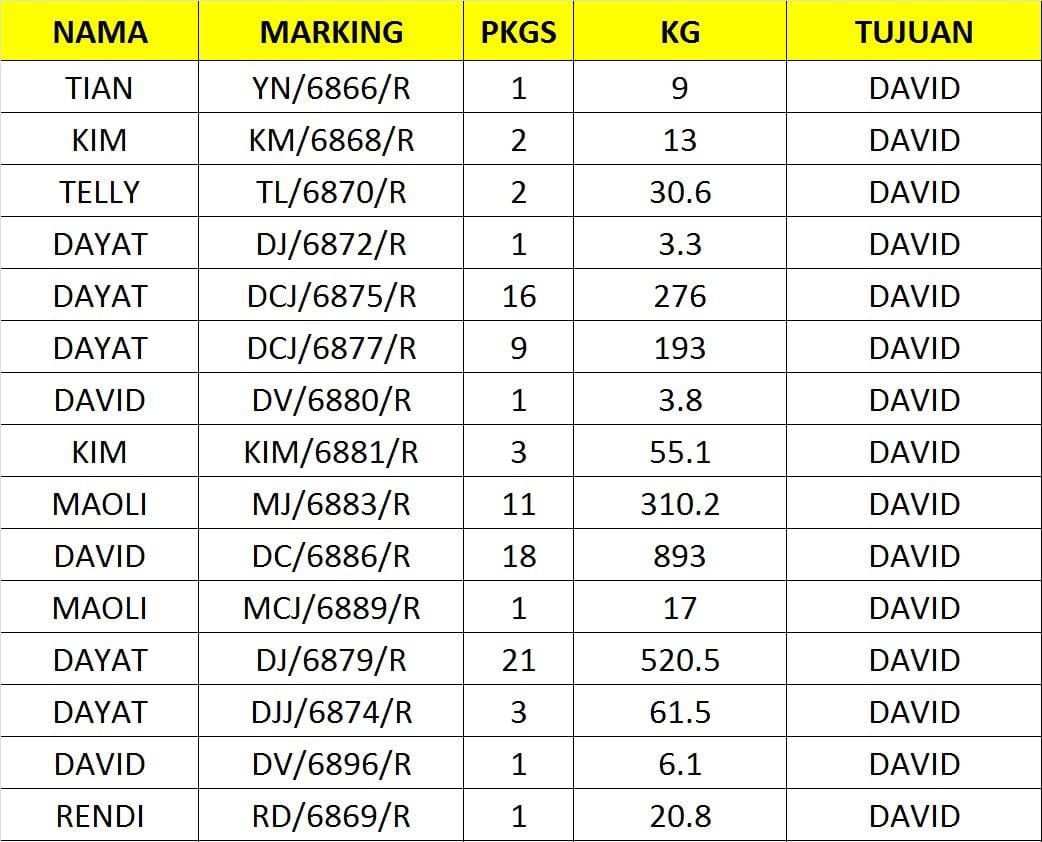 NAMA MARKING PKGS KG TUJUAN
TIAN YN/6866/R 1 9 DAVID
KIM KM/6868/R 2 13 DAVID
TELLY TL/6870/R 2 30.6 DAVID
DAYAT DJ/6872/R 1 3.3 DAVID
DAYAT DCJ/6875/R 16 276 DAVID
DAYAT DCJ/6877/R 9 193 DAVID
DAVID DV/6880/R 1 3.8 DAVID
KIM KIM/6881/R 3 55.1 DAVID
MAOLI MJ/6883/R 11 310.2 DAVID
DAVID DC/6886/R 18 893 DAVID
MAOLI MCJ/6889/R 1 17 DAVID
DAYAT DJ/6879/R 21 520.5 DAVID
DAYAT DJJ/6874/R 3 61.5 DAVID
DAVID DV/6896/R 1 6.1 DAVID
RENDI RD/6869/R 1 20.8 DAVID